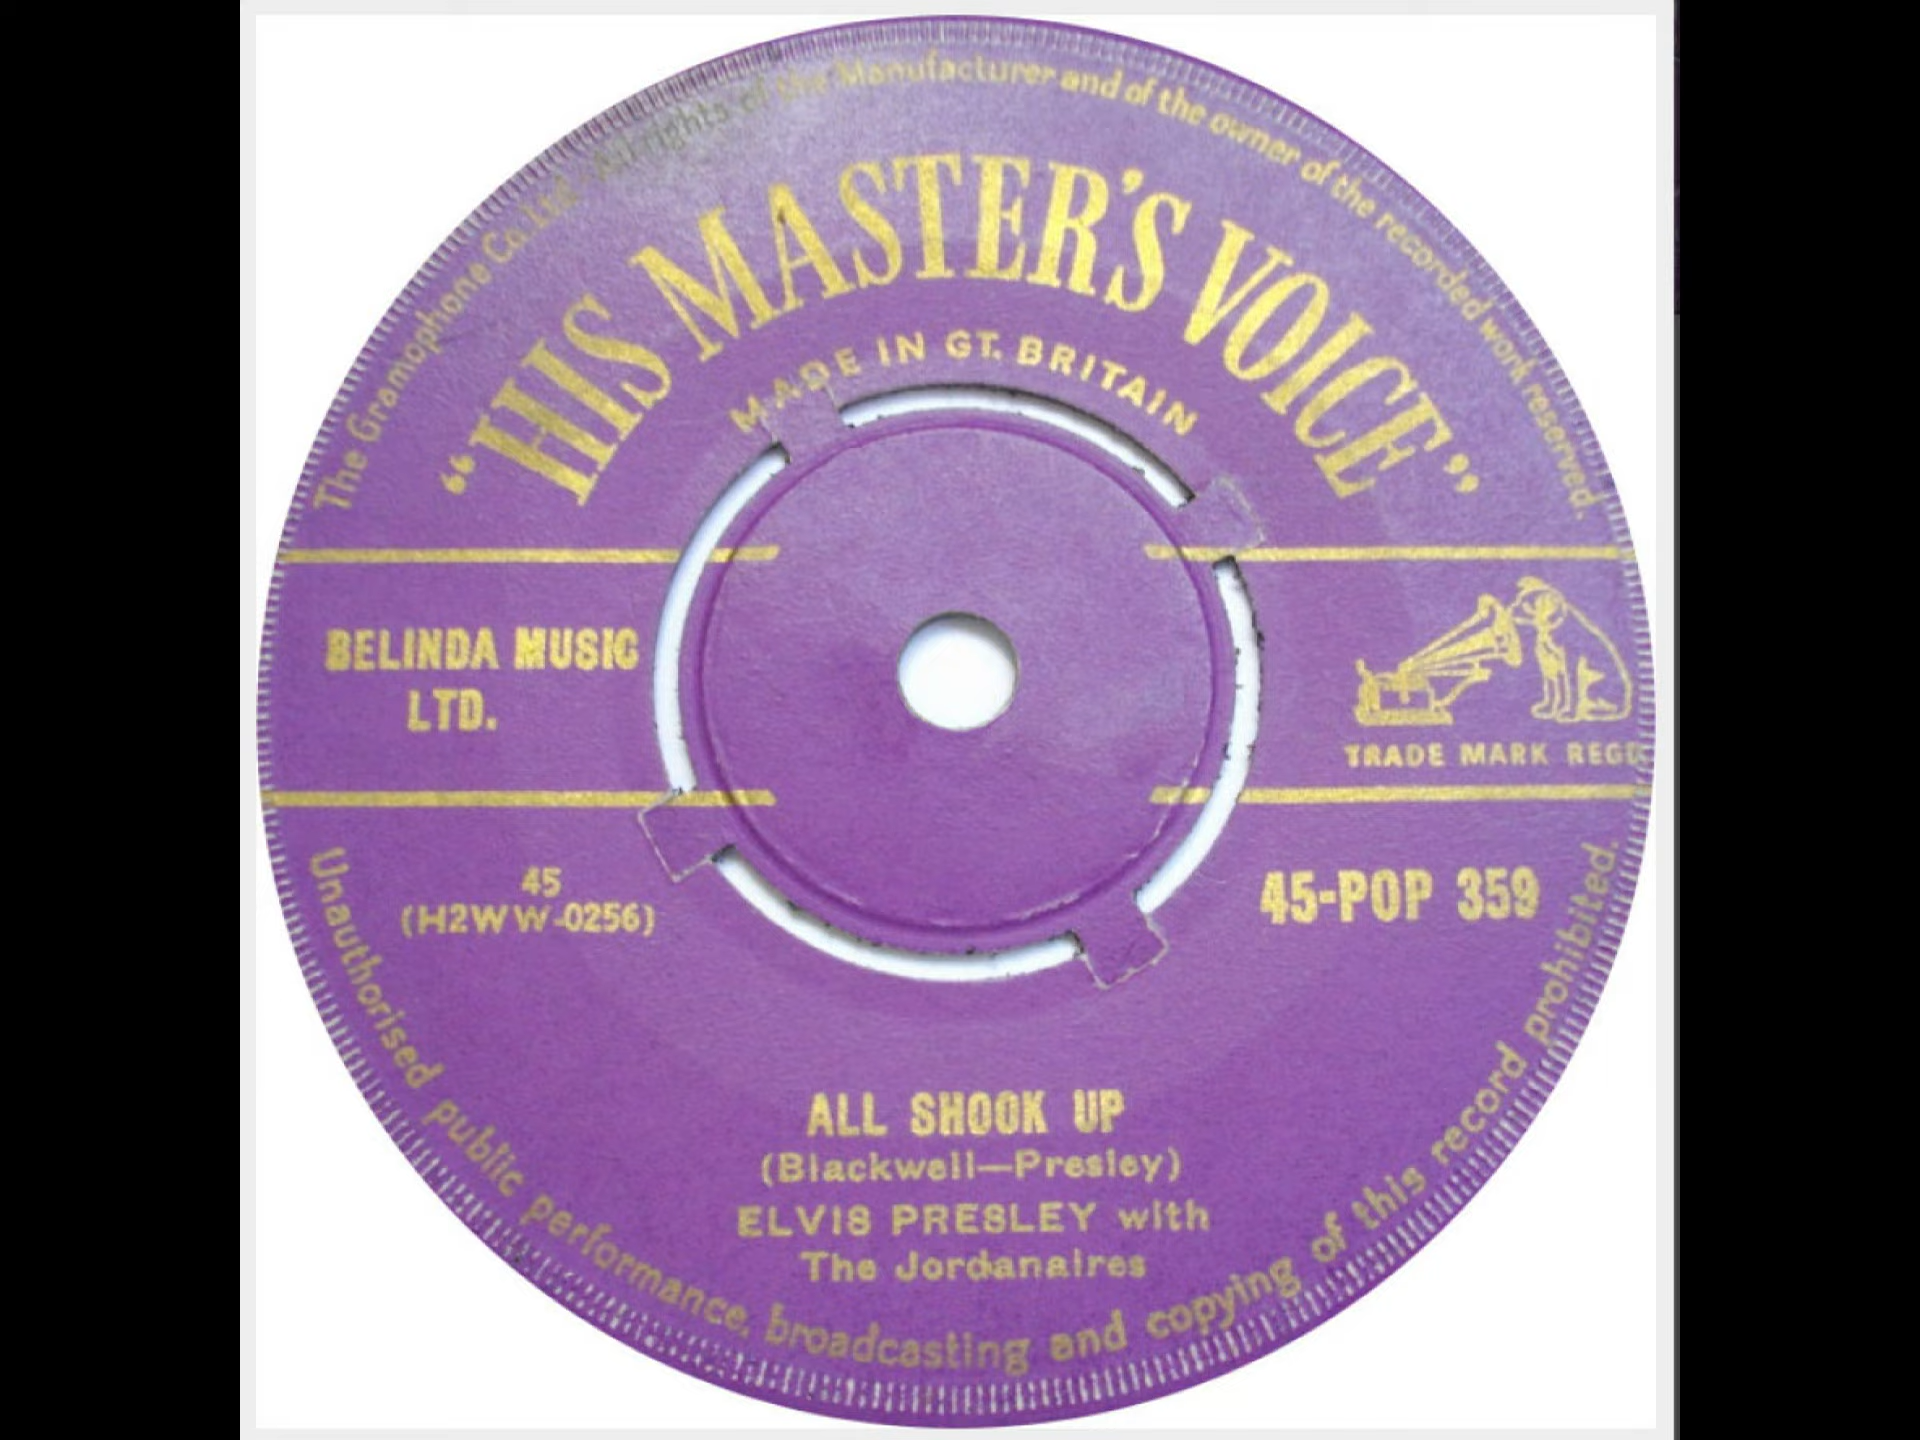 The Gramophone Co. Ltd. All rights of the Manufacturer and of the owner of the recorded work reserved.
"HIS MASTER'S VOICE"
MADE IN GT. BRITAIN
BELINDA MUSIC
LTD.
TRADE MARK REGD
45
(H2WW-0256)
45-POP 359
ALL SHOOK UP
(Blackwell—Presley)
ELVIS PRESLEY with
The Jordanaires
Unauthorised public performance, broadcasting and copying of this record prohibited.